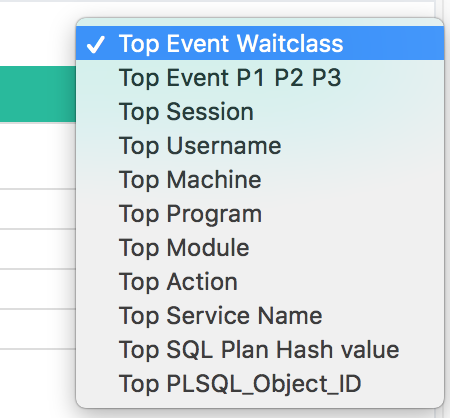 Top Event Waitclass
Top Event P1 P2 P3
Top Session
Top Username
Top Machine
Top Program
Top Module
Top Action
Top Service Name
Top SQL Plan Hash value
Top PLSQL_Object_ID